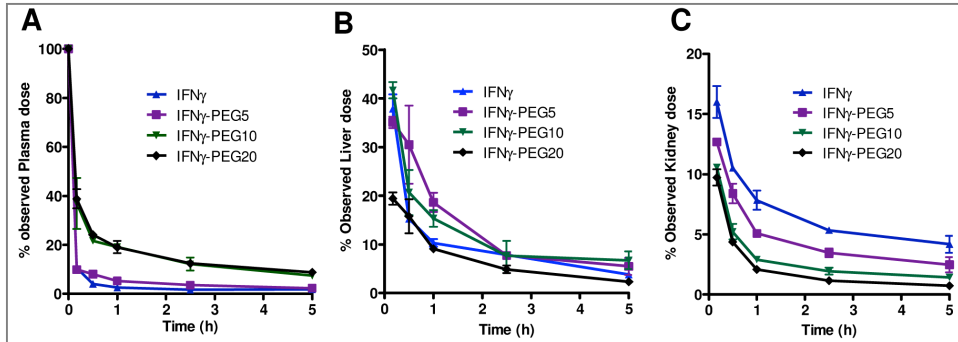 A
% observed Plasma dose
100
80
60
40
20
0
0
1
2
3
4
5
Time (h)
IFNγ
IFNγ-PEG5
IFNγ-PEG10
IFNγ-PEG20
B
% Observed Liver dose
50
40
30
20
10
0
0
1
2
3
4
5
Time (h)
IFNγ
IFNγ-PEG5
IFNγ-PEG10
IFNγ-PEG20
C
% Observed Kidney dose
20
15
10
5
0
0
1
2
3
4
5
Time (h)
IFNγ
IFNγ-PEG5
IFNγ-PEG10
IFNγ-PEG20